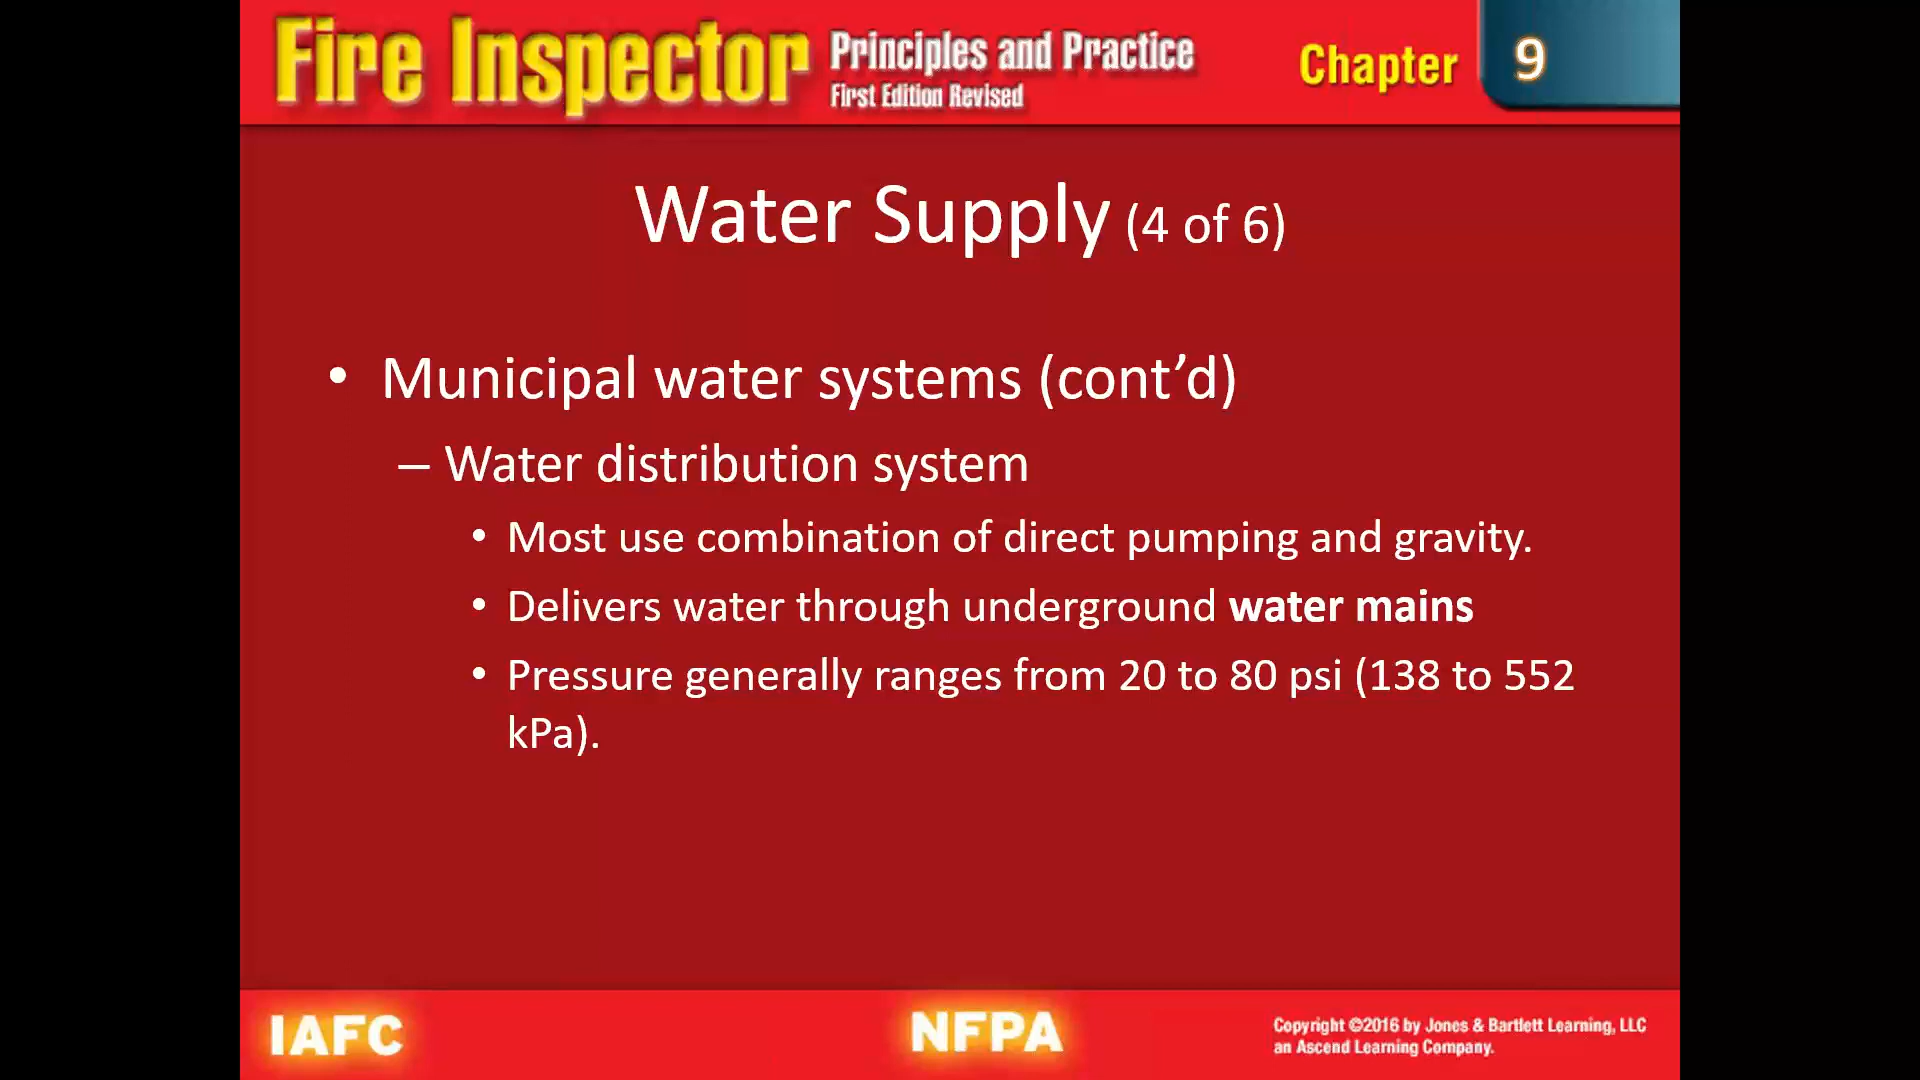 Fire Inspector Principles and Practice
First Edition Revised
Chapter 9
Water Supply (4 of 6)
• Municipal water systems (cont’d)
– Water distribution system
• Most use combination of direct pumping and gravity.
• Delivers water through underground water mains
• Pressure generally ranges from 20 to 80 psi (138 to 552
kPa).
IAFC
NFPA
Copyright ©2016 by Jones & Bartlett Learning, LLC
an Ascend Learning Company.